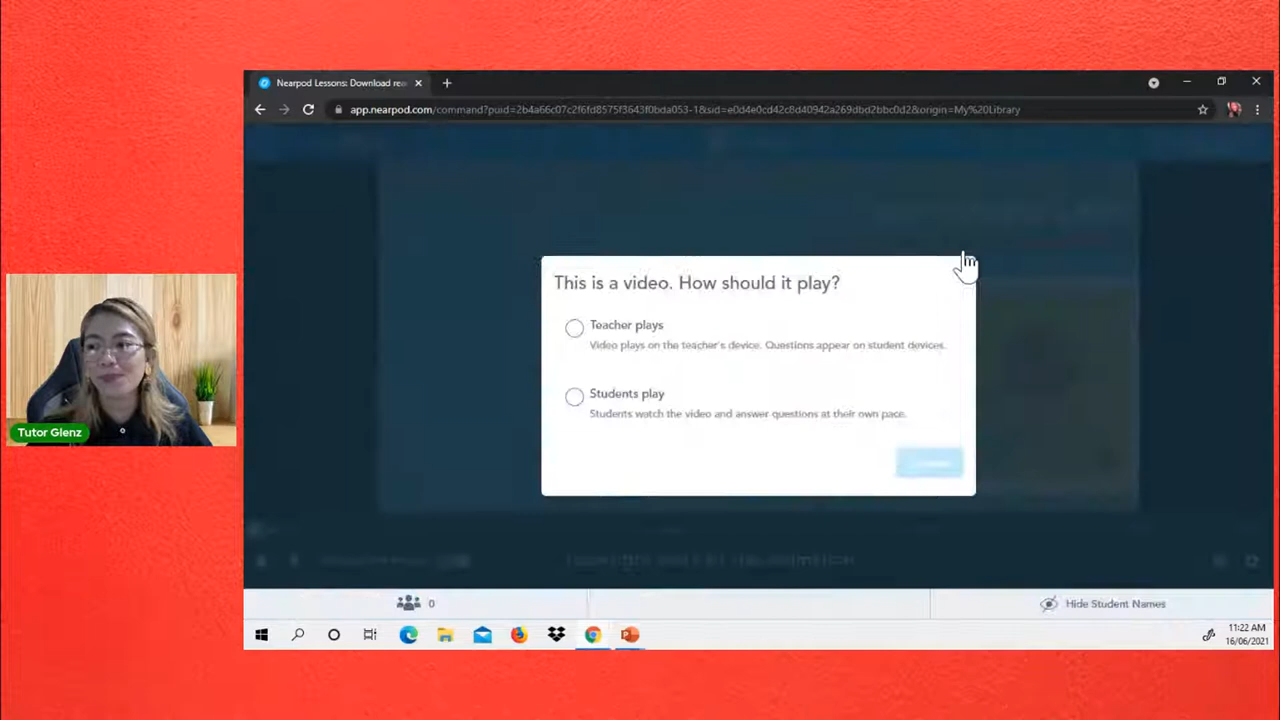 Nearpod Lessons: Download rea
app.nearpod.com/command?puid=2b4a66c07c2f6fd8575f3643f0bda053-1&sid=e0d4e0cd42c8d40942a269dbd2bbc0d2&origin=My%20Library
This is a video. How should it play?
Teacher plays
Video plays on the teacher's device. Questions appear on student devices.
Students play
Students watch the video and answer questions at their own pace.
Tutor Glenz
0
Hide Student Names
11:22 AM
16/06/2021